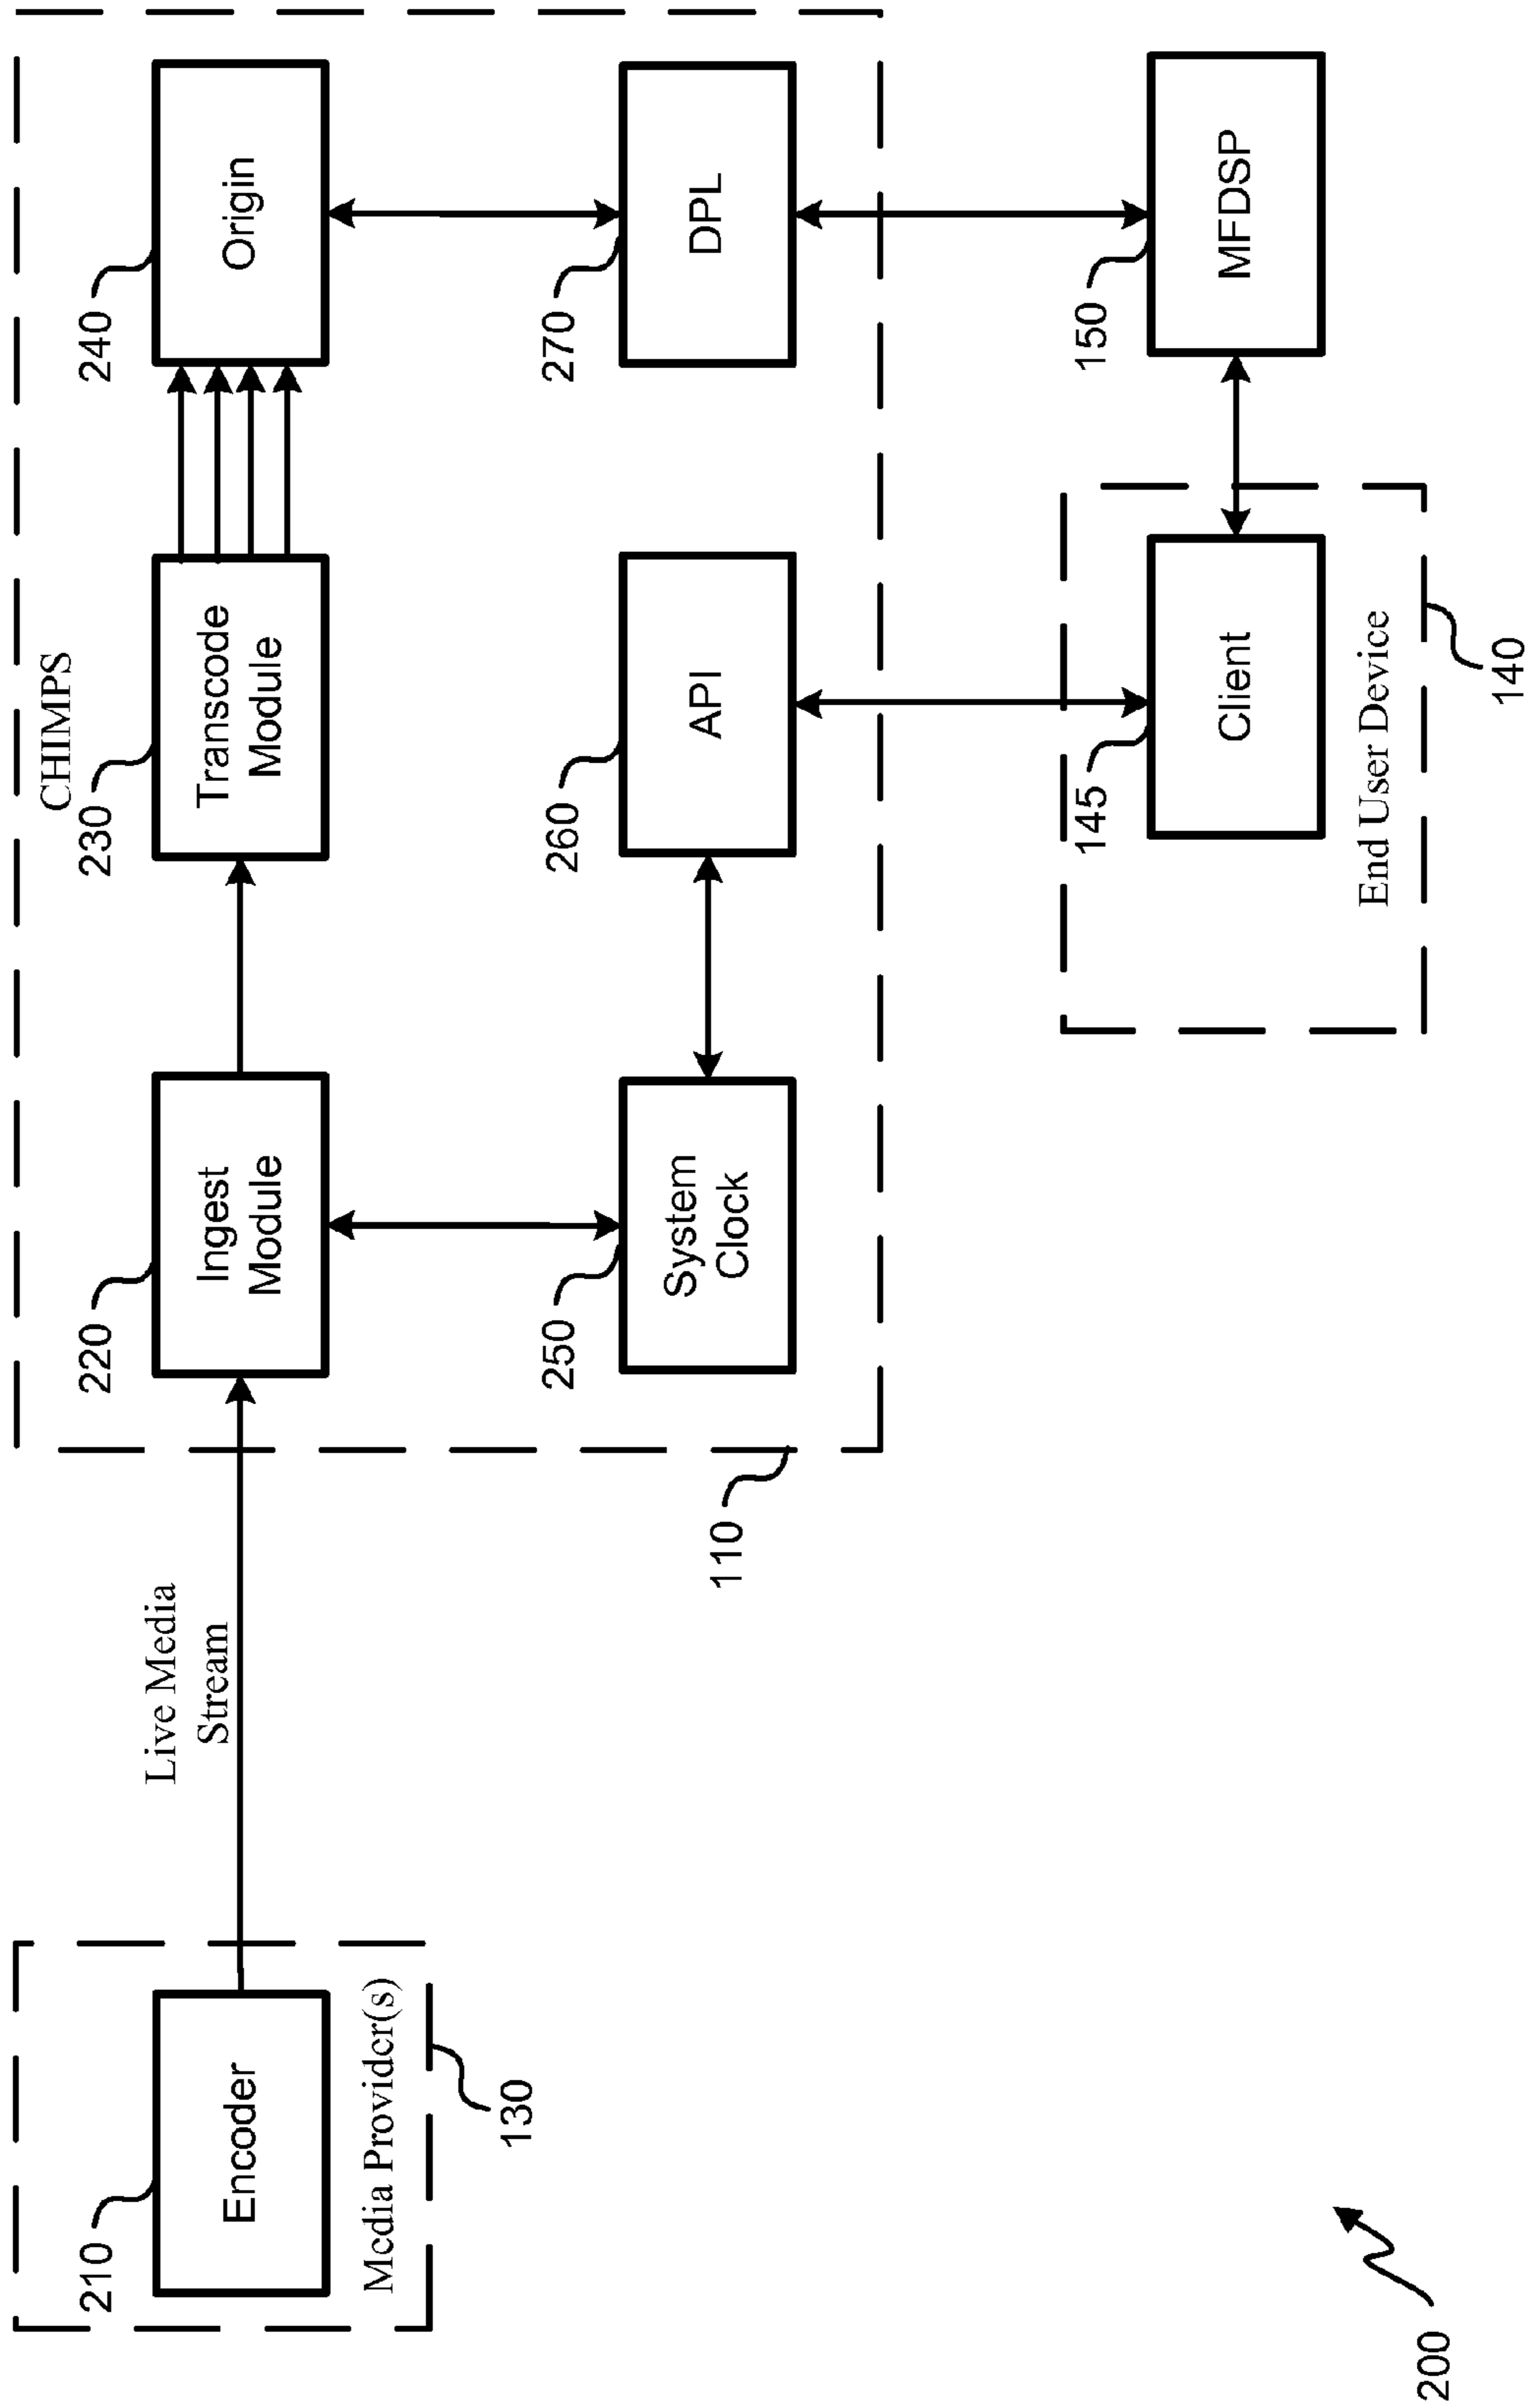 CHIMPS
210
Encoder
Media Provider(s)
130
Live Media
Stream
220
Ingest
Module
230
Transcode
Module
240
Origin
250
System
Clock
260
API
270
DPL
110
145
Client
End User Device
140
150
MFDSP
200